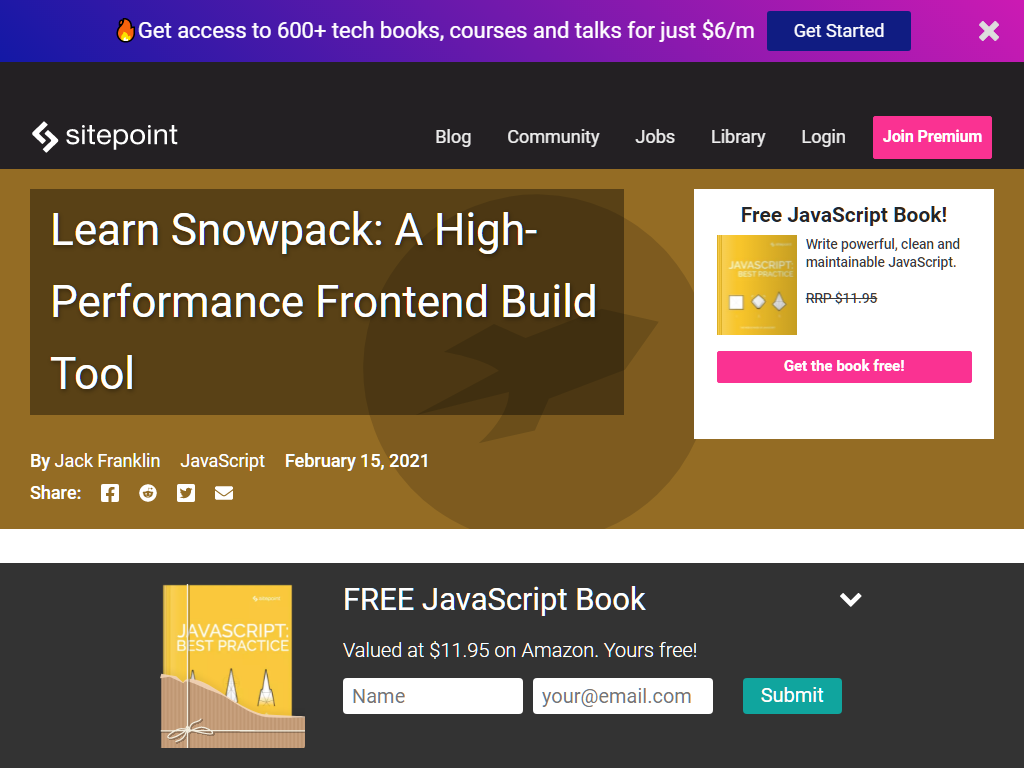 Get access to 600+ tech books, courses and talks for just $6/m
Get Started
sitepoint
Blog
Community
Jobs
Library
Login
Join Premium
Learn Snowpack: A High-
Performance Frontend Build
Tool
By Jack Franklin
JavaScript
February 15, 2021
Share:
Free JavaScript Book!
JAVASCRIPT:
BEST PRACTICE
Write powerful, clean and
maintainable JavaScript.
RRP $11.95
Get the book free!
sitepoint
JAVASCRIPT:
BEST PRACTICE
FREE JavaScript Book
Valued at $11.95 on Amazon. Yours free!
Name
your@email.com
Submit